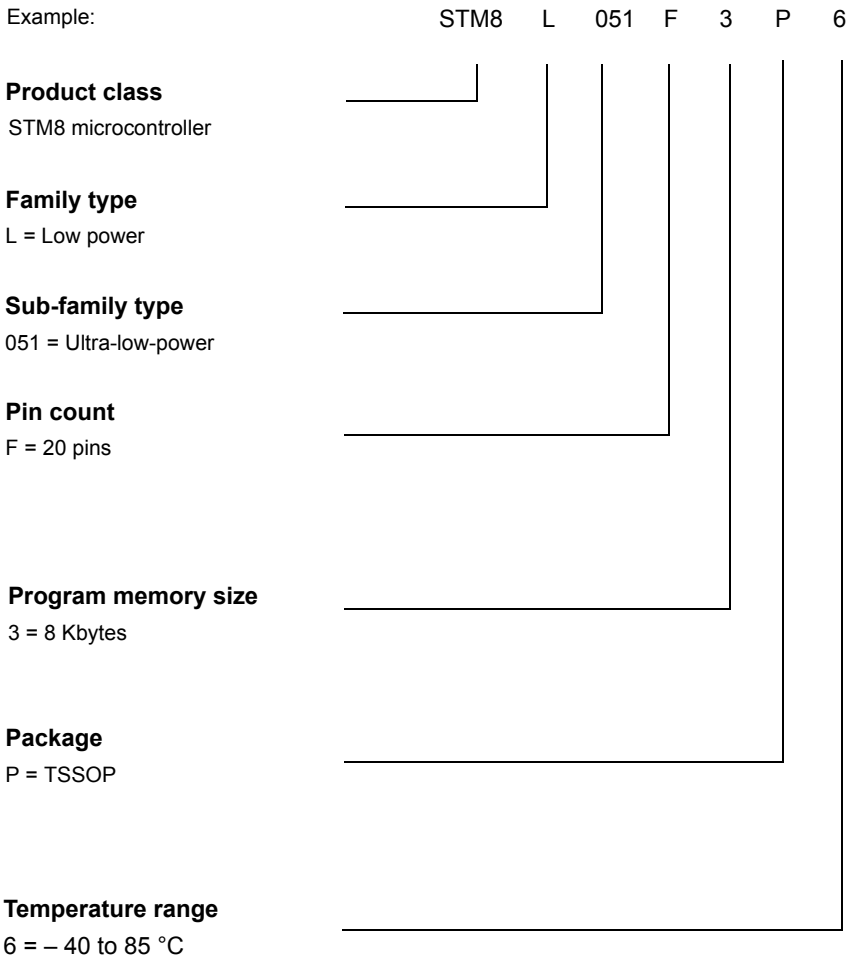 Example: STM8 L 051 F 3 P 6
Product class
STM8 microcontroller
Family type
L = Low power
Sub-family type
051 = Ultra-low-power
Pin count
F = 20 pins
Program memory size
3 = 8 Kbytes
Package
P = TSSOP
Temperature range
6 = – 40 to 85 °C